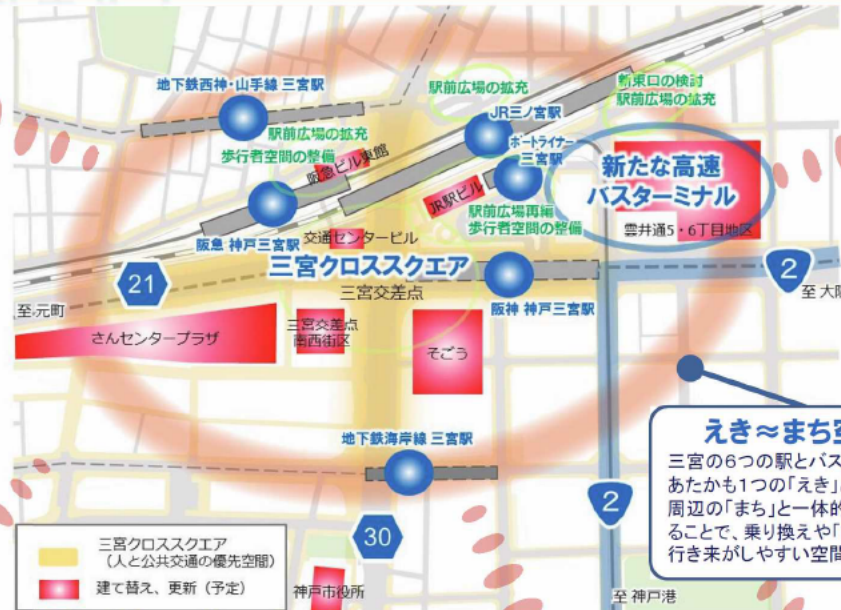 地下鉄西神・山手線 三宮駅
駅前広場の拡充
歩行者空間の整備
駅前広場の拡充
新東口の検討
駅前広場の拡充
JR三ノ宮駅
ポートライナー
三宮駅
阪急ビル東館
JR駅ビル
新たな高速
バスターミナル
雲井通5・6丁目地区
駅前広場再編
歩行者空間の整備
阪急 神戸三宮駅
交通センタービル
三宮クロススクエア
三宮交差点
21
2
至 元町
至 大阪
阪神 神戸三宮駅
さんセンタープラザ
三宮交差点
南西街区
そごう
地下鉄海岸線 三宮駅
えき≈まち空
三宮の6つの駅とバス
あたかも1つの「えき」
周辺の「まち」と一体的
ることで、乗り換えや「
行き来がしやすい空間
2
30
三宮クロススクエア
(人と公共交通の優先空間)
建て替え、更新(予定)
神戸市役所
至 神戸港